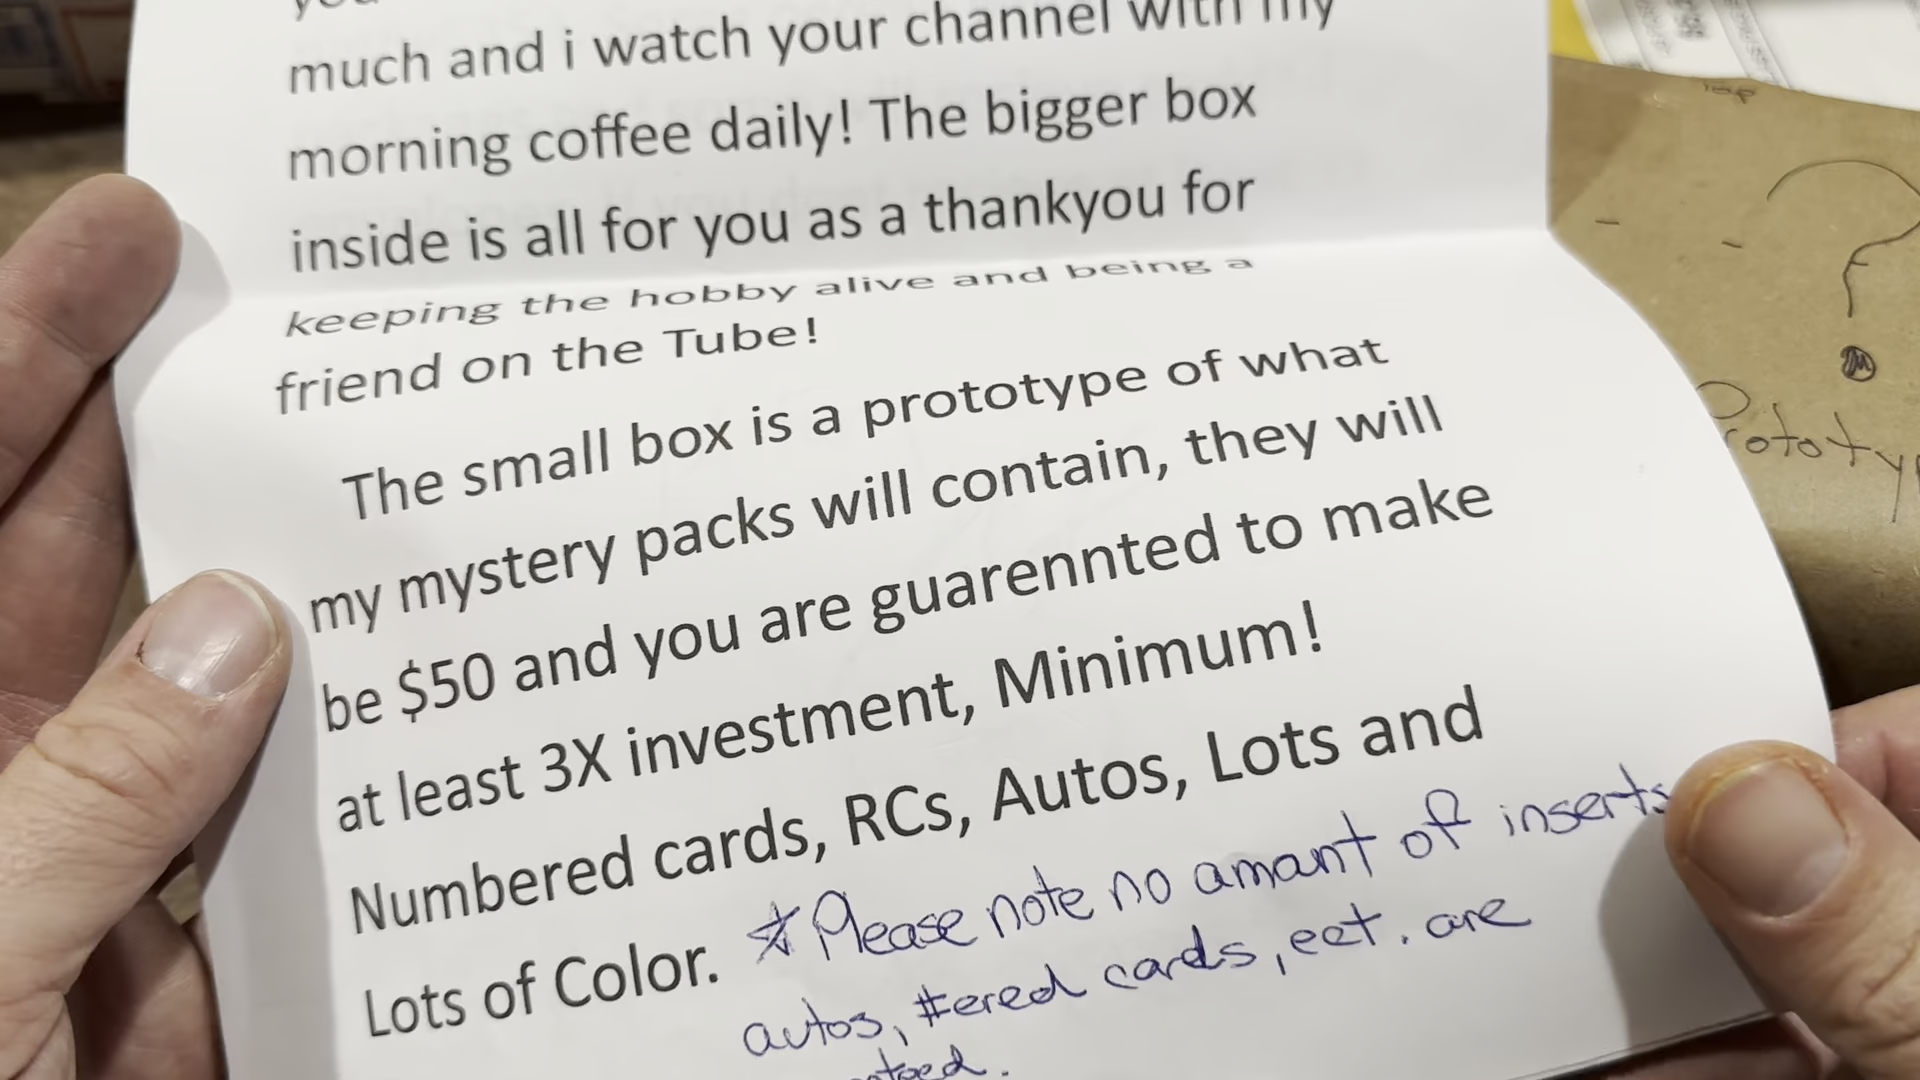 much and i watch your channel with my
morning coffee daily! The bigger box
inside is all for you as a thankyou for
keeping the hobby alive and being a
friend on the Tube!
The small box is a prototype of what
my mystery packs will contain, they will
be $50 and you are guarennted to make
at least 3X investment, Minimum!
Numbered cards, RCs, Autos, Lots and
Lots of Color. ☆Please note no amant of inserts
autos, #ered cards, eet. are
?